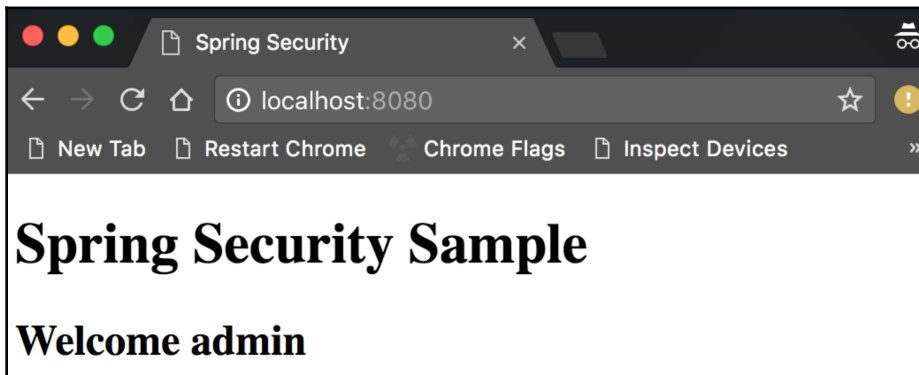 Spring Security
localhost:8080
New Tab Restart Chrome Chrome Flags Inspect Devices »
Spring Security Sample
Welcome admin